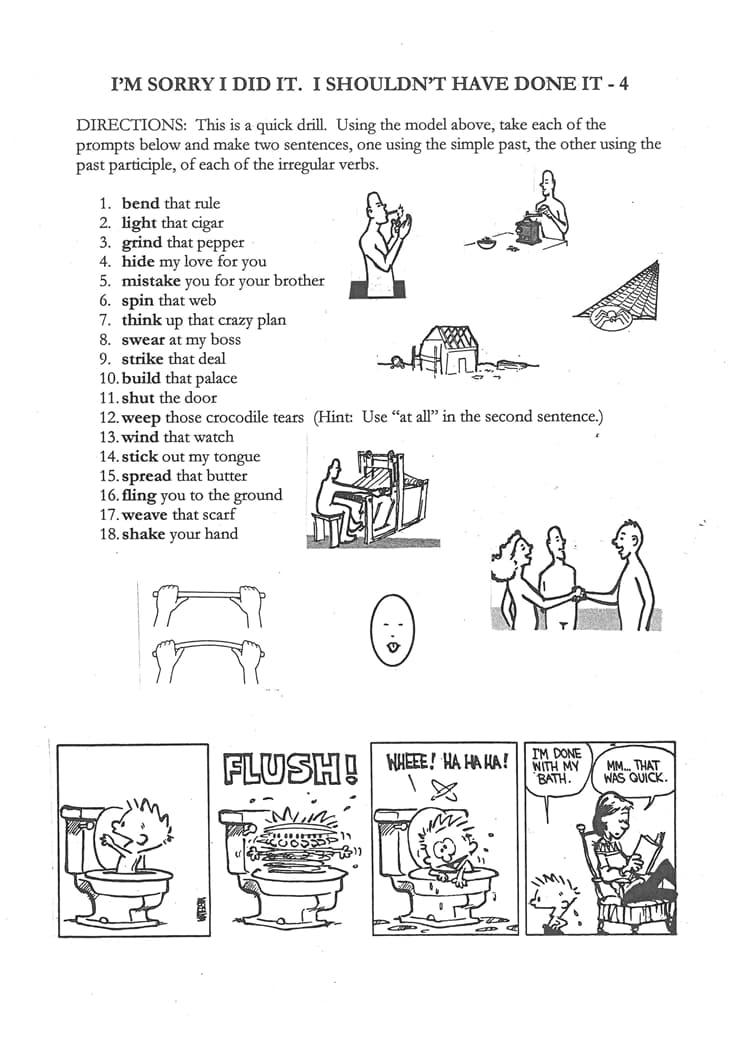 I'M SORRY I DID IT.  I SHOULDN'T HAVE DONE IT - 4
DIRECTIONS:  This is a quick drill.  Using the model above, take each of the
prompts below and make two sentences, one using the simple past, the other using the
past participle, of each of the irregular verbs.
1. bend that rule
2. light that cigar
3. grind that pepper
4. hide my love for you
5. mistake you for your brother
6. spin that web
7. think up that crazy plan
8. swear at my boss
9. strike that deal
10. build that palace
11. shut the door
12. weep those crocodile tears  (Hint:  Use "at all" in the second sentence.)
13. wind that watch
14. stick out my tongue
15. spread that butter
16. fling you to the ground
17. weave that scarf
18. shake your hand
FLUSH!
WHEEE! HA HA HA!
I'M DONE
WITH MY
BATH.
MM... THAT
WAS QUICK.